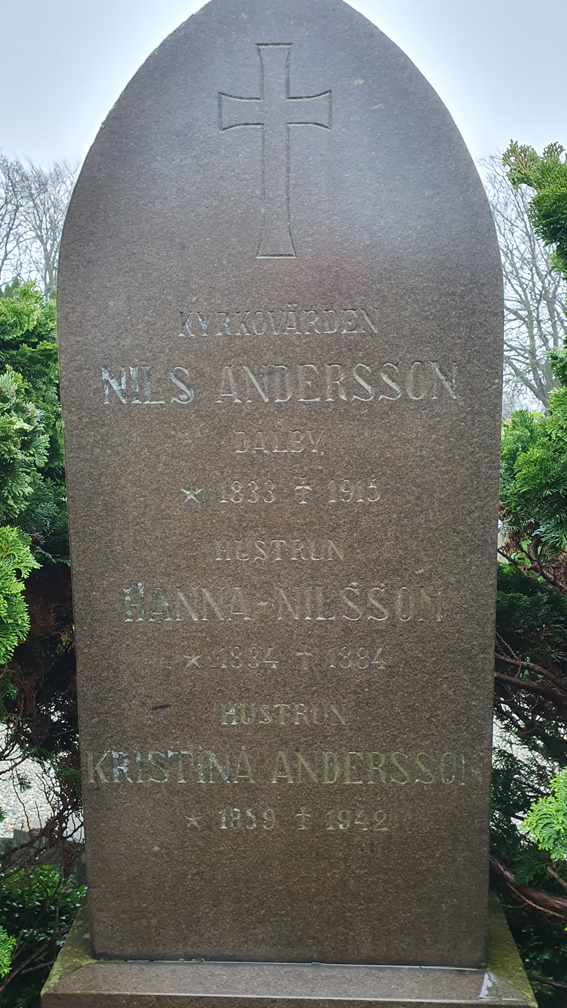 KYRKOVÄRDEN
NILS ANDERSSON
DALBY.
★ 1833 ✝ 1915
HUSTRUN
HANNA-NILSSON
★ 1834 ✝ 1884
HUSTRUN
KRISTINA ANDERSSON
★ 1859 ✝ 1942